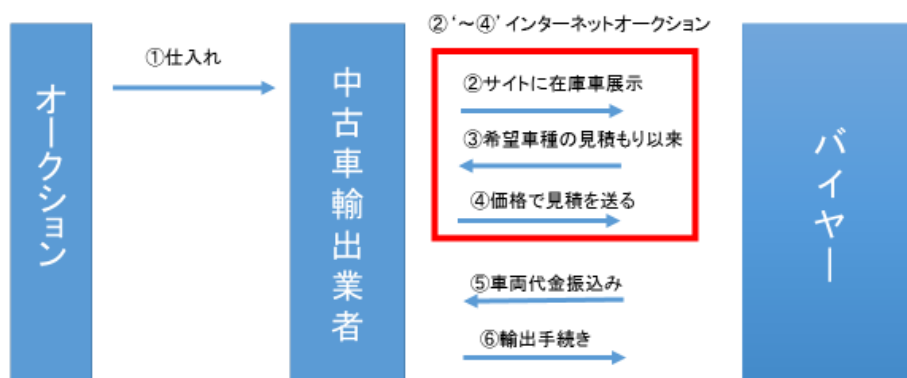 ②'～④'インターネットオークション
①仕入れ
オークション
中古車輸出業者
②サイトに在庫車展示
③希望車種の見積もり以来
④価格で見積を送る
バイヤー
⑤車両代金振込み
⑥輸出手続き